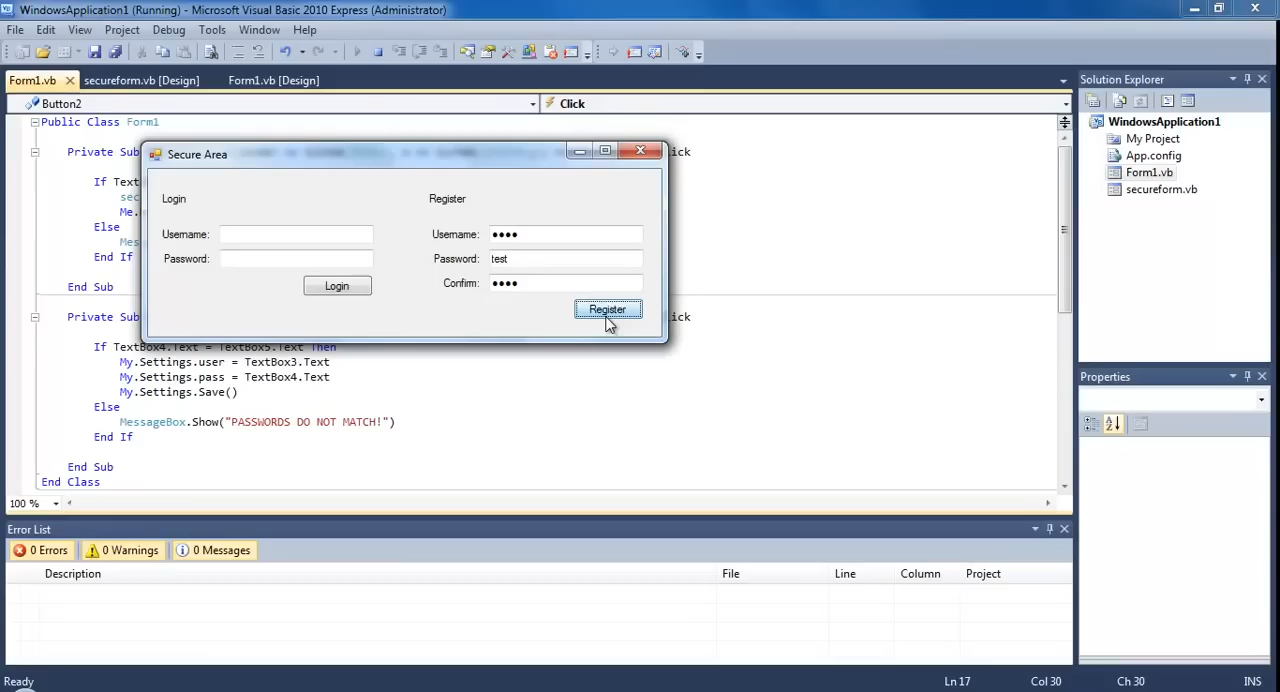 WindowsApplication1 (Running) - Microsoft Visual Basic 2010 Express (Administrator)
File Edit View Project Debug Tools Window Help
Form1.vb secureform.vb [Design] Form1.vb [Design]
Solution Explorer
Button2 Click
Public Class Form1
WindowsApplication1
My Project
App.config
Form1.vb
secureform.vb
Private Sub
Secure Area
If Text
sec
Me.
Else
Mes
End If
End Sub
Login Register
Username: Username: ••••
Password: Password: test
Confirm: ••••
Login
Register
Private Sub
If TextBox4.Text = TextBox5.Text Then
My.Settings.user = TextBox3.Text
My.Settings.pass = TextBox4.Text
My.Settings.Save()
Else
MessageBox.Show("PASSWORDS DO NOT MATCH!")
End If
End Sub
End Class
Properties
100 %
Error List
0 Errors 0 Warnings 0 Messages
Description File Line Column Project
Ready Ln 17 Col 30 Ch 30 INS